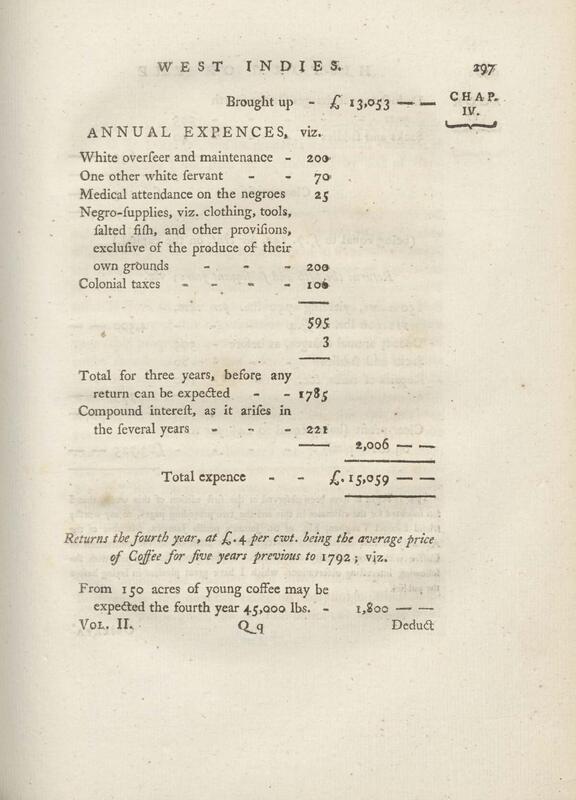 WEST INDIES. 297
Brought up - £ 13,053 — —
CHAP.
IV.
ANNUAL EXPENCES, viz.
White overſeer and maintenance - 200
One other white ſervant - - 70
Medical attendance on the negroes 25
Negro-ſupplies, viz. clothing, tools,
ſalted fiſh, and other proviſions,
excluſive of the produce of their
own grounds - - - 200
Colonial taxes - - - - 100
595
3
Total for three years, before any
return can be expected - - 1785
Compound intereſt, as it ariſes in
the ſeveral years - - - 221
2,006 — —
Total expence - - £. 15,059 — —
Returns the fourth year, at £. 4 per cwt. being the average price
of Coffee for five years previous to 1792; viz.
From 150 acres of young coffee may be
expected the fourth year 45,000 lbs. - 1,800 — —
VOL. II. Q q Deduct